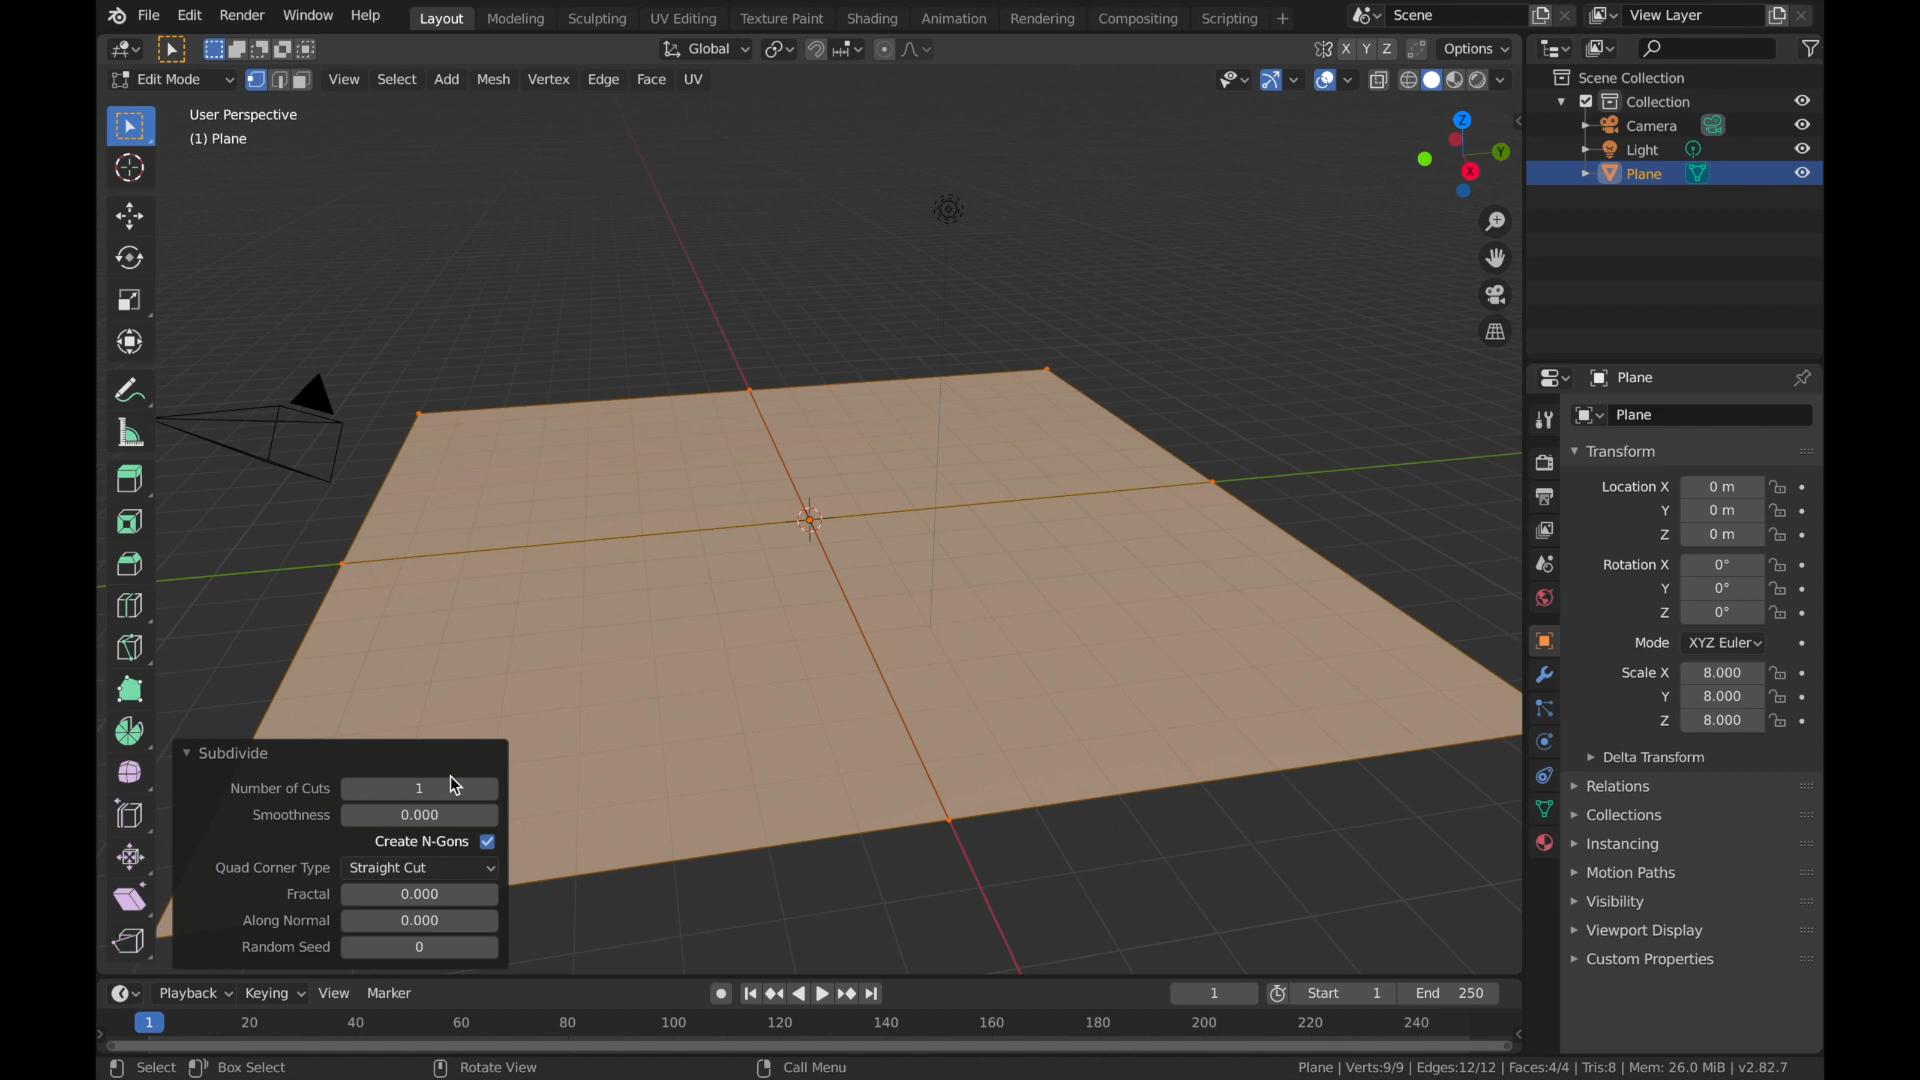 File Edit Render Window Help Layout Modeling Sculpting UV Editing Texture Paint Shading Animation Rendering Compositing Scripting + Scene View Layer
Global X Y Z Options
Edit Mode View Select Add Mesh Vertex Edge Face UV
User Perspective
(1) Plane
Z
Y
X
Scene Collection
Collection
Camera
Light
Plane
Plane
Plane
Transform
Location X 0 m
Y 0 m
Z 0 m
Rotation X 0°
Y 0°
Z 0°
Mode XYZ Euler
Scale X 8.000
Y 8.000
Z 8.000
Delta Transform
Relations
Collections
Instancing
Motion Paths
Visibility
Viewport Display
Custom Properties
Subdivide
Number of Cuts 1
Smoothness 0.000
Create N-Gons
Quad Corner Type Straight Cut
Fractal 0.000
Along Normal 0.000
Random Seed 0
Playback Keying View Marker 1 Start 1 End 250
1 20 40 60 80 100 120 140 160 180 200 220 240
Select Box Select Rotate View Call Menu Plane | Verts:9/9 | Edges:12/12 | Faces:4/4 | Tris:8 | Mem: 26.0 MiB | v2.82.7